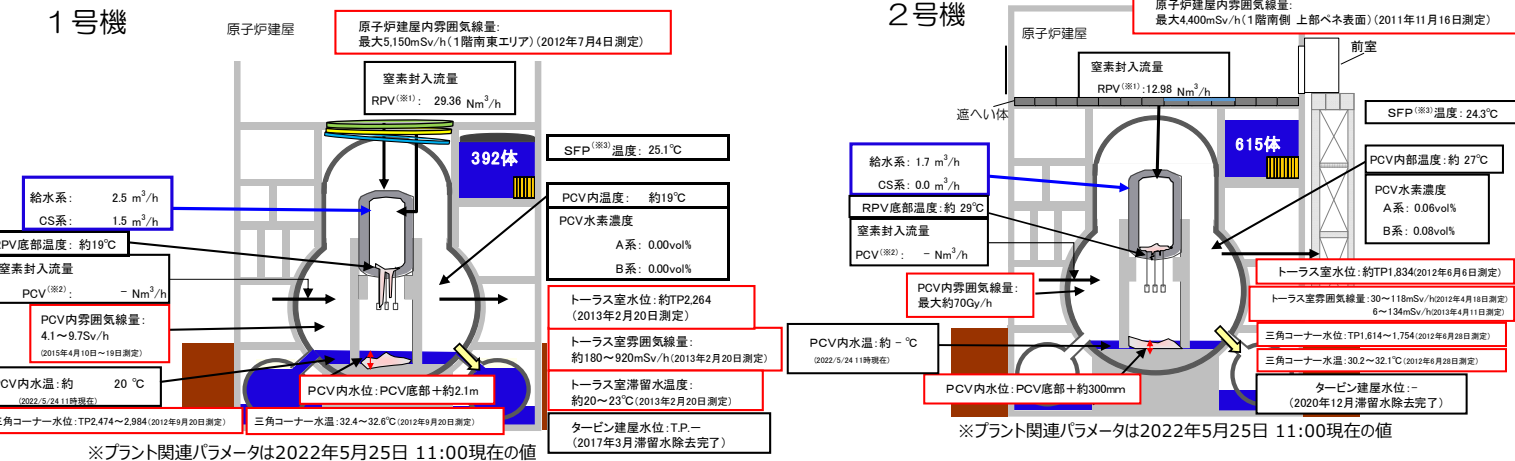 1号機
原子炉建屋
原子炉建屋内雰囲気線量:
最大5,150mSv/h(1階南東エリア)(2012年7月4日測定)
窒素封入流量
RPV(※1): 29.36 Nm³/h
392体
SFP(※3)温度: 25.1℃
給水系: 2.5 m³/h
CS系: 1.5 m³/h
PCV内温度: 約19℃
PCV水素濃度
A系: 0.00vol%
B系: 0.00vol%
RPV底部温度: 約19℃
窒素封入流量
PCV(※2): - Nm³/h
PCV内雰囲気線量:
4.1~9.7Sv/h
(2015年4月10日~19日測定)
トーラス室水位:約TP2,264
(2013年2月20日測定)
トーラス室雰囲気線量:
約180~920mSv/h(2013年2月20日測定)
PCV内水温:約 20 ℃
(2022/5/24 11時現在)
PCV内水位:PCV底部+約2.1m
トーラス室滞留水温度:
約20~23℃(2013年2月20日測定)
三角コーナー水位:TP2,474~2,984(2012年9月20日測定)
三角コーナー水温:32.4~32.6℃(2012年9月20日測定)
タービン建屋水位:T.P.-
(2017年3月滞留水除去完了)
※プラント関連パラメータは2022年5月25日 11:00現在の値
2号機
原子炉建屋
原子炉建屋内雰囲気線量:
最大4,400mSv/h(1階南側 上部ペネ表面)(2011年11月16日測定)
前室
窒素封入流量
RPV(※1):12.98 Nm³/h
遮へい体
SFP(※3)温度: 24.3℃
615体
給水系: 1.7 m³/h
CS系: 0.0 m³/h
PCV内部温度:約 27℃
RPV底部温度:約 29℃
PCV水素濃度
A系: 0.06vol%
B系: 0.08vol%
窒素封入流量
PCV(※2): - Nm³/h
PCV内雰囲気線量:
最大約70Gy/h
トーラス室水位:約TP1,834(2012年6月6日測定)
トーラス室雰囲気線量:30~118mSv/h(2012年4月18日測定)
6~134mSv/h(2013年4月11日測定)
PCV内水温:約 - ℃
(2022/5/24 11時現在)
三角コーナー水位:TP1,614~1,754(2012年6月28日測定)
三角コーナー水温:30.2~32.1℃(2012年6月28日測定)
PCV内水位:PCV底部+約300mm
タービン建屋水位:-
(2020年12月滞留水除去完了)
※プラント関連パラメータは2022年5月25日 11:00現在の値